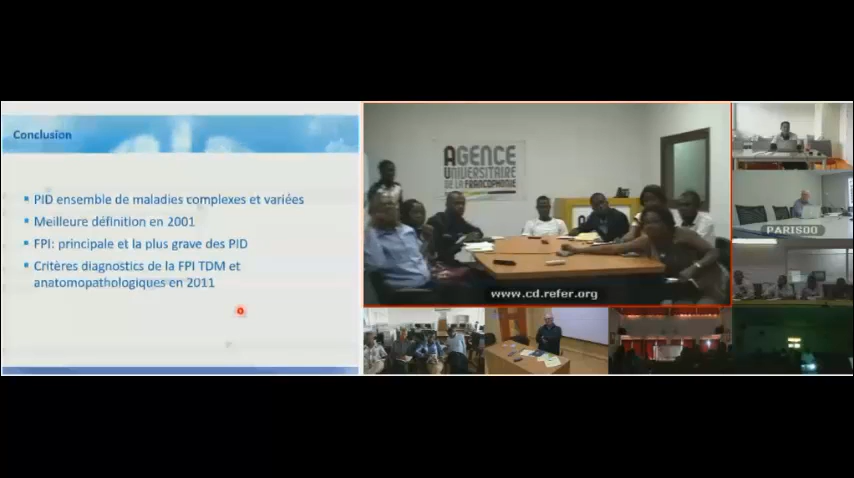 Conclusion
PID ensemble de maladies complexes et variées
Meilleure définition en 2001
FPI: principale et la plus grave des PID
Critères diagnostics de la FPI TDM et
anatomopathologiques en 2011
AGENCE
UNIVERSITAIRE
DE LA FRANCOPHONIE
www.cd.refer.org
PARIS00